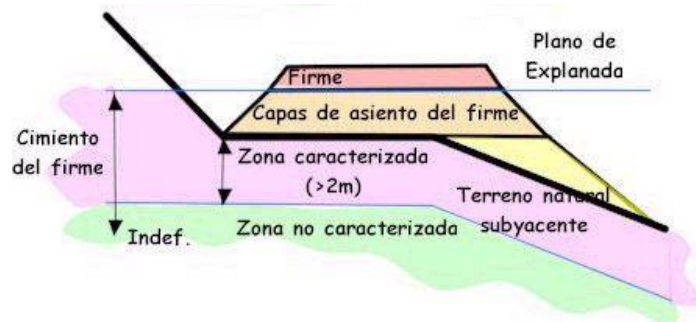 Plano de
Explanada
Firme
Capas de asiento del firme
Cimiento
del firme
Zona caracterizada
(>2m)
Terreno natural
subyacente
Indef.
Zona no caracterizada